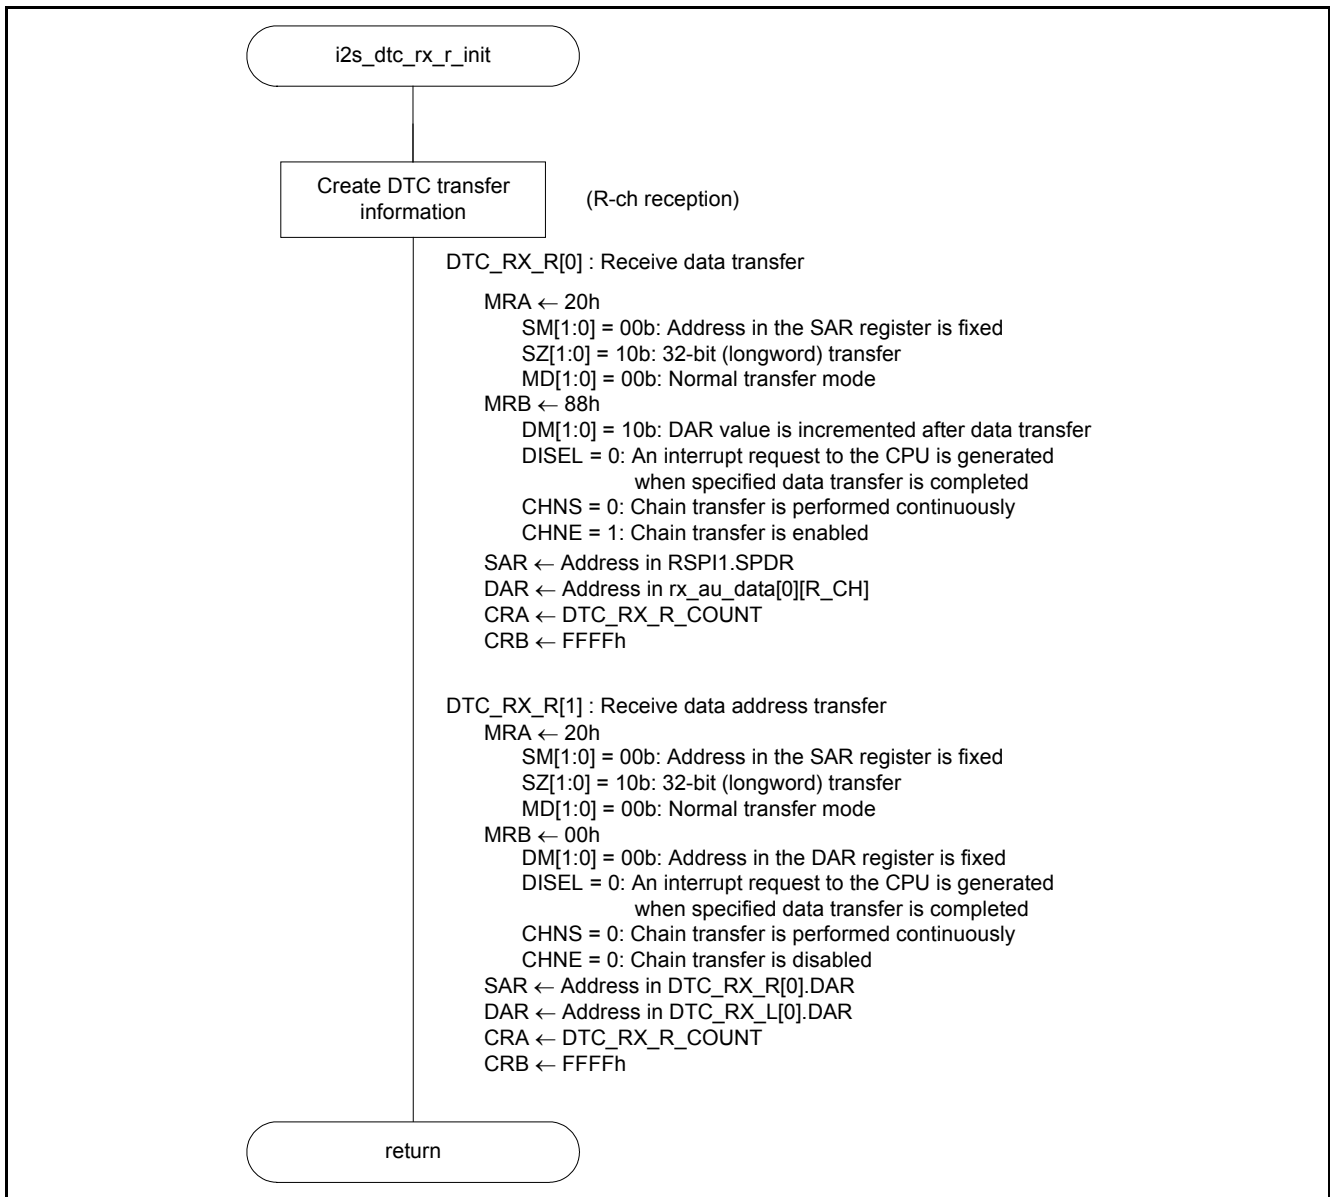 i2s_dtc_rx_r_init
Create DTC transfer
information
(R-ch reception)
DTC_RX_R[0] : Receive data transfer
MRA ← 20h
SM[1:0] = 00b: Address in the SAR register is fixed
SZ[1:0] = 10b: 32-bit (longword) transfer
MD[1:0] = 00b: Normal transfer mode
MRB ← 88h
DM[1:0] = 10b: DAR value is incremented after data transfer
DISEL = 0: An interrupt request to the CPU is generated
when specified data transfer is completed
CHNS = 0: Chain transfer is performed continuously
CHNE = 1: Chain transfer is enabled
SAR ← Address in RSPI1.SPDR
DAR ← Address in rx_au_data[0][R_CH]
CRA ← DTC_RX_R_COUNT
CRB ← FFFFh
DTC_RX_R[1] : Receive data address transfer
MRA ← 20h
SM[1:0] = 00b: Address in the SAR register is fixed
SZ[1:0] = 10b: 32-bit (longword) transfer
MD[1:0] = 00b: Normal transfer mode
MRB ← 00h
DM[1:0] = 00b: Address in the DAR register is fixed
DISEL = 0: An interrupt request to the CPU is generated
when specified data transfer is completed
CHNS = 0: Chain transfer is performed continuously
CHNE = 0: Chain transfer is disabled
SAR ← Address in DTC_RX_R[0].DAR
DAR ← Address in DTC_RX_L[0].DAR
CRA ← DTC_RX_R_COUNT
CRB ← FFFFh
return